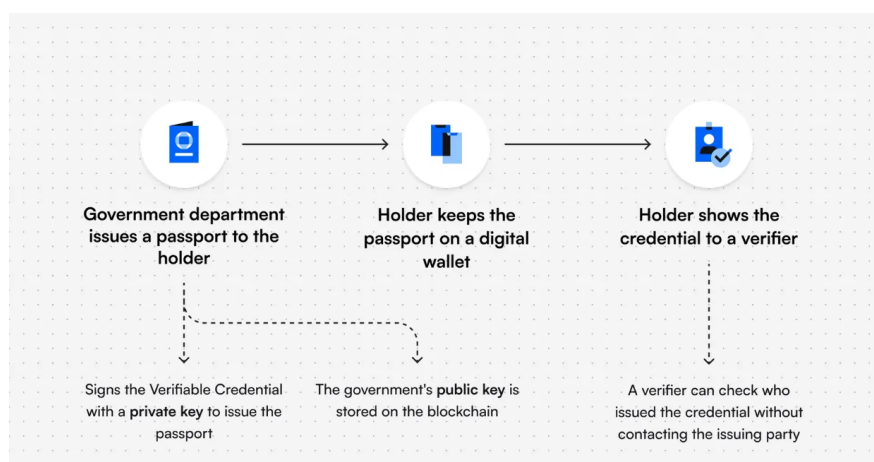 Government department
issues a passport to the
holder
Holder keeps the
passport on a digital
wallet
Holder shows the
credential to a verifier
Signs the Verifiable Credential
with a private key to issue the
passport
The government's public key is
stored on the blockchain
A verifier can check who
issued the credential without
contacting the issuing party